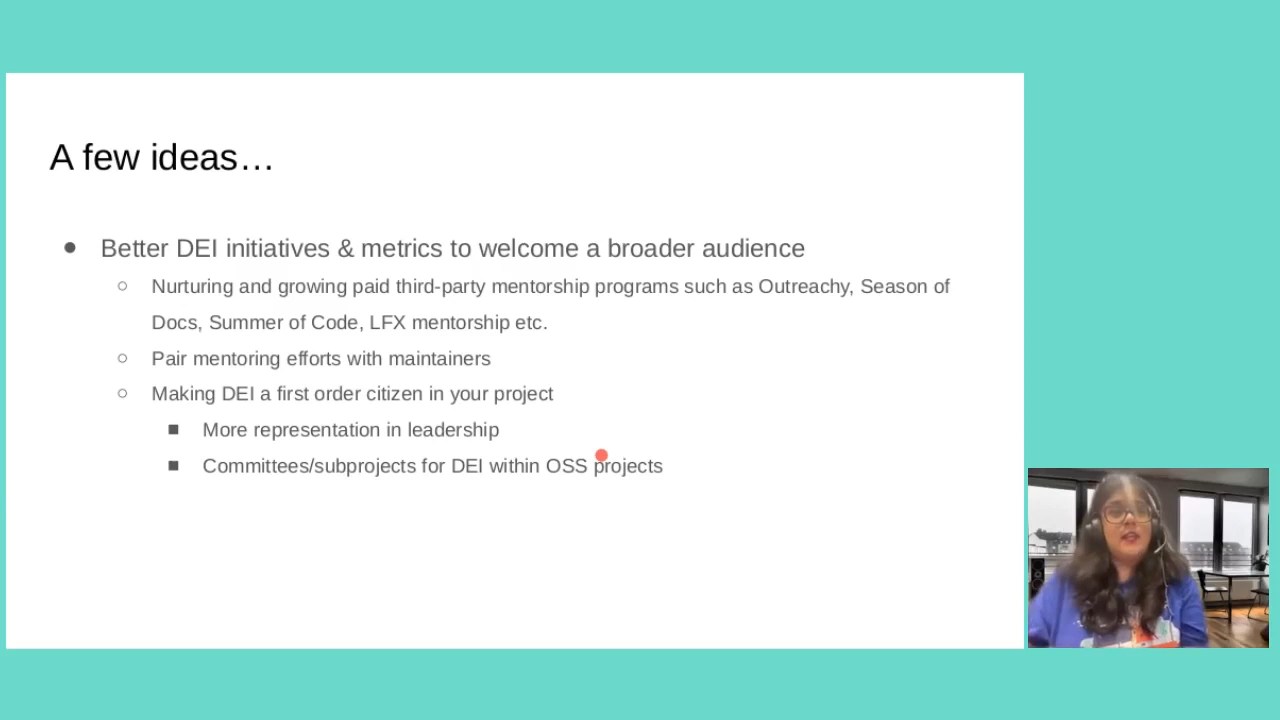 A few ideas…
● Better DEI initiatives & metrics to welcome a broader audience
○ Nurturing and growing paid third-party mentorship programs such as Outreachy, Season of
Docs, Summer of Code, LFX mentorship etc.
○ Pair mentoring efforts with maintainers
○ Making DEI a first order citizen in your project
■ More representation in leadership
■ Committees/subprojects for DEI within OSS projects